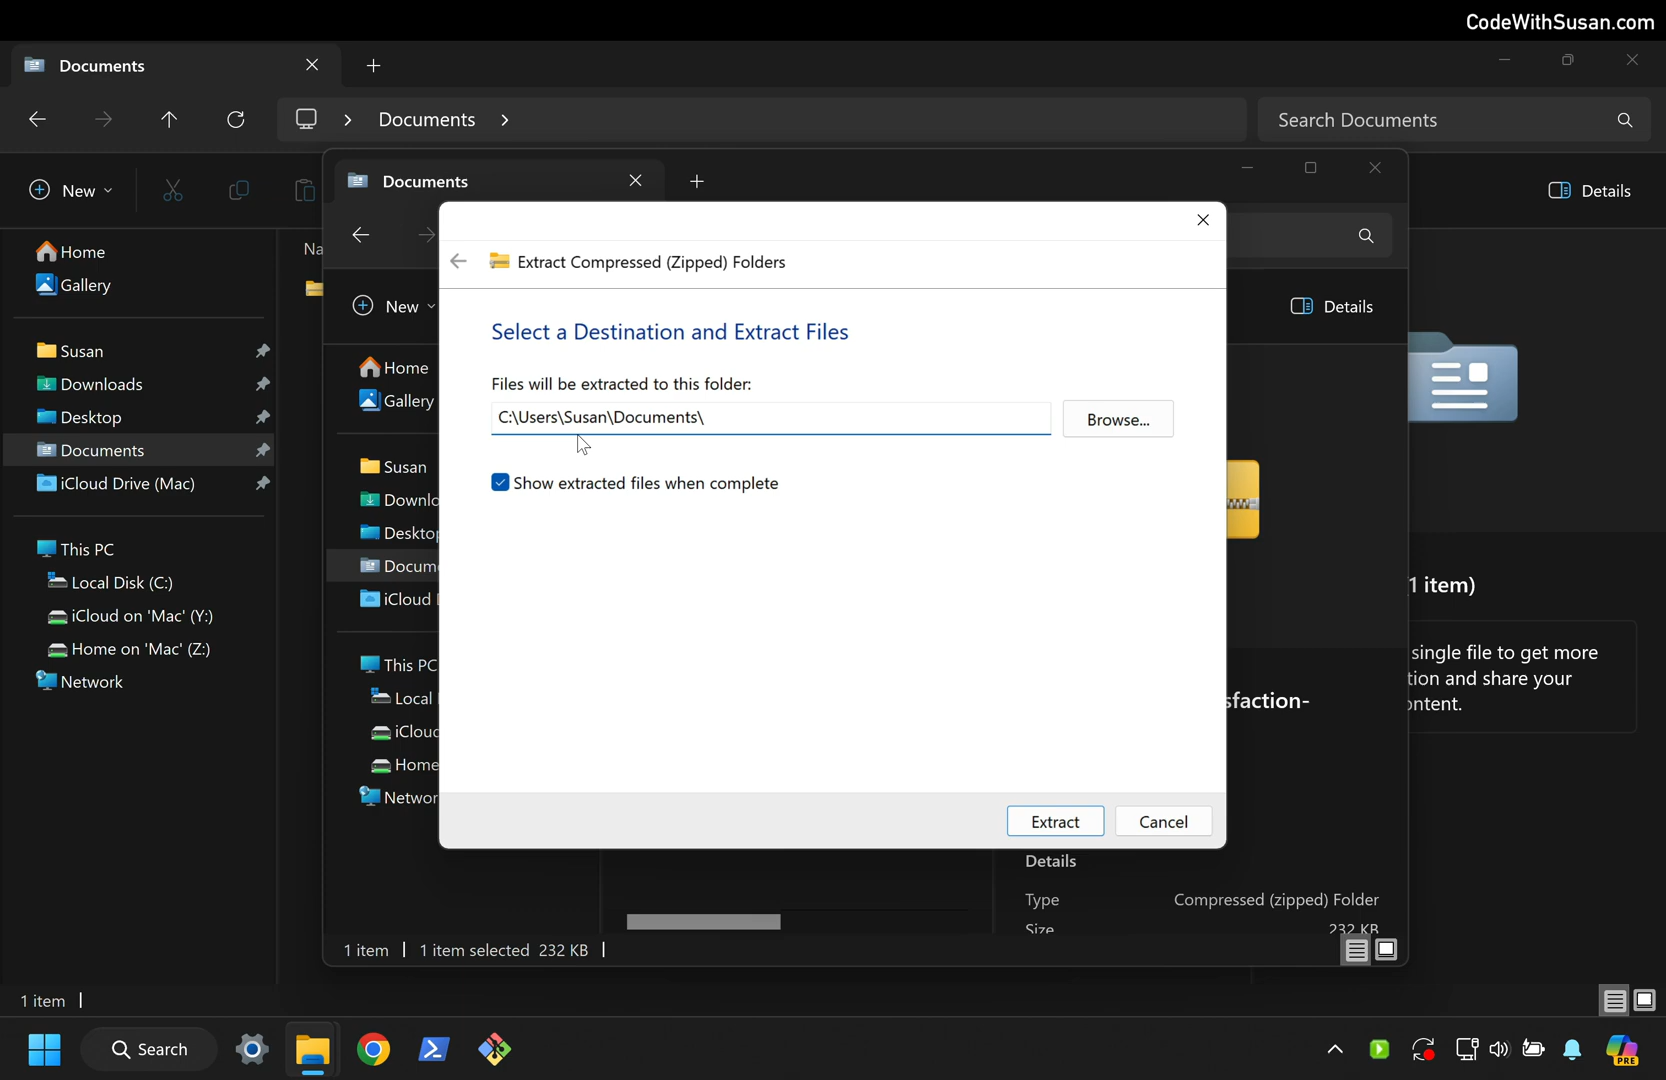 CodeWithSusan.com
Documents
Documents
Search Documents
New
Details
Home
Gallery
Susan
Downloads
Desktop
Documents
iCloud Drive (Mac)
This PC
Local Disk (C:)
iCloud on 'Mac' (Y:)
Home on 'Mac' (Z:)
Network
Na
1 item)
single file to get more
tion and share your
ontent.
1 item
Documents
New
Details
Home
Gallery
Susan
Downlo
Desktop
Docum
iCloud
This PC
Local
iCloud
Home
Networ
sfaction-
Details
Type Compressed (zipped) Folder
Size 232 KB
1 item 1 item selected 232 KB
Extract Compressed (Zipped) Folders
Select a Destination and Extract Files
Files will be extracted to this folder:
C:\Users\Susan\Documents\
Browse...
Show extracted files when complete
Extract Cancel
Search
PRE